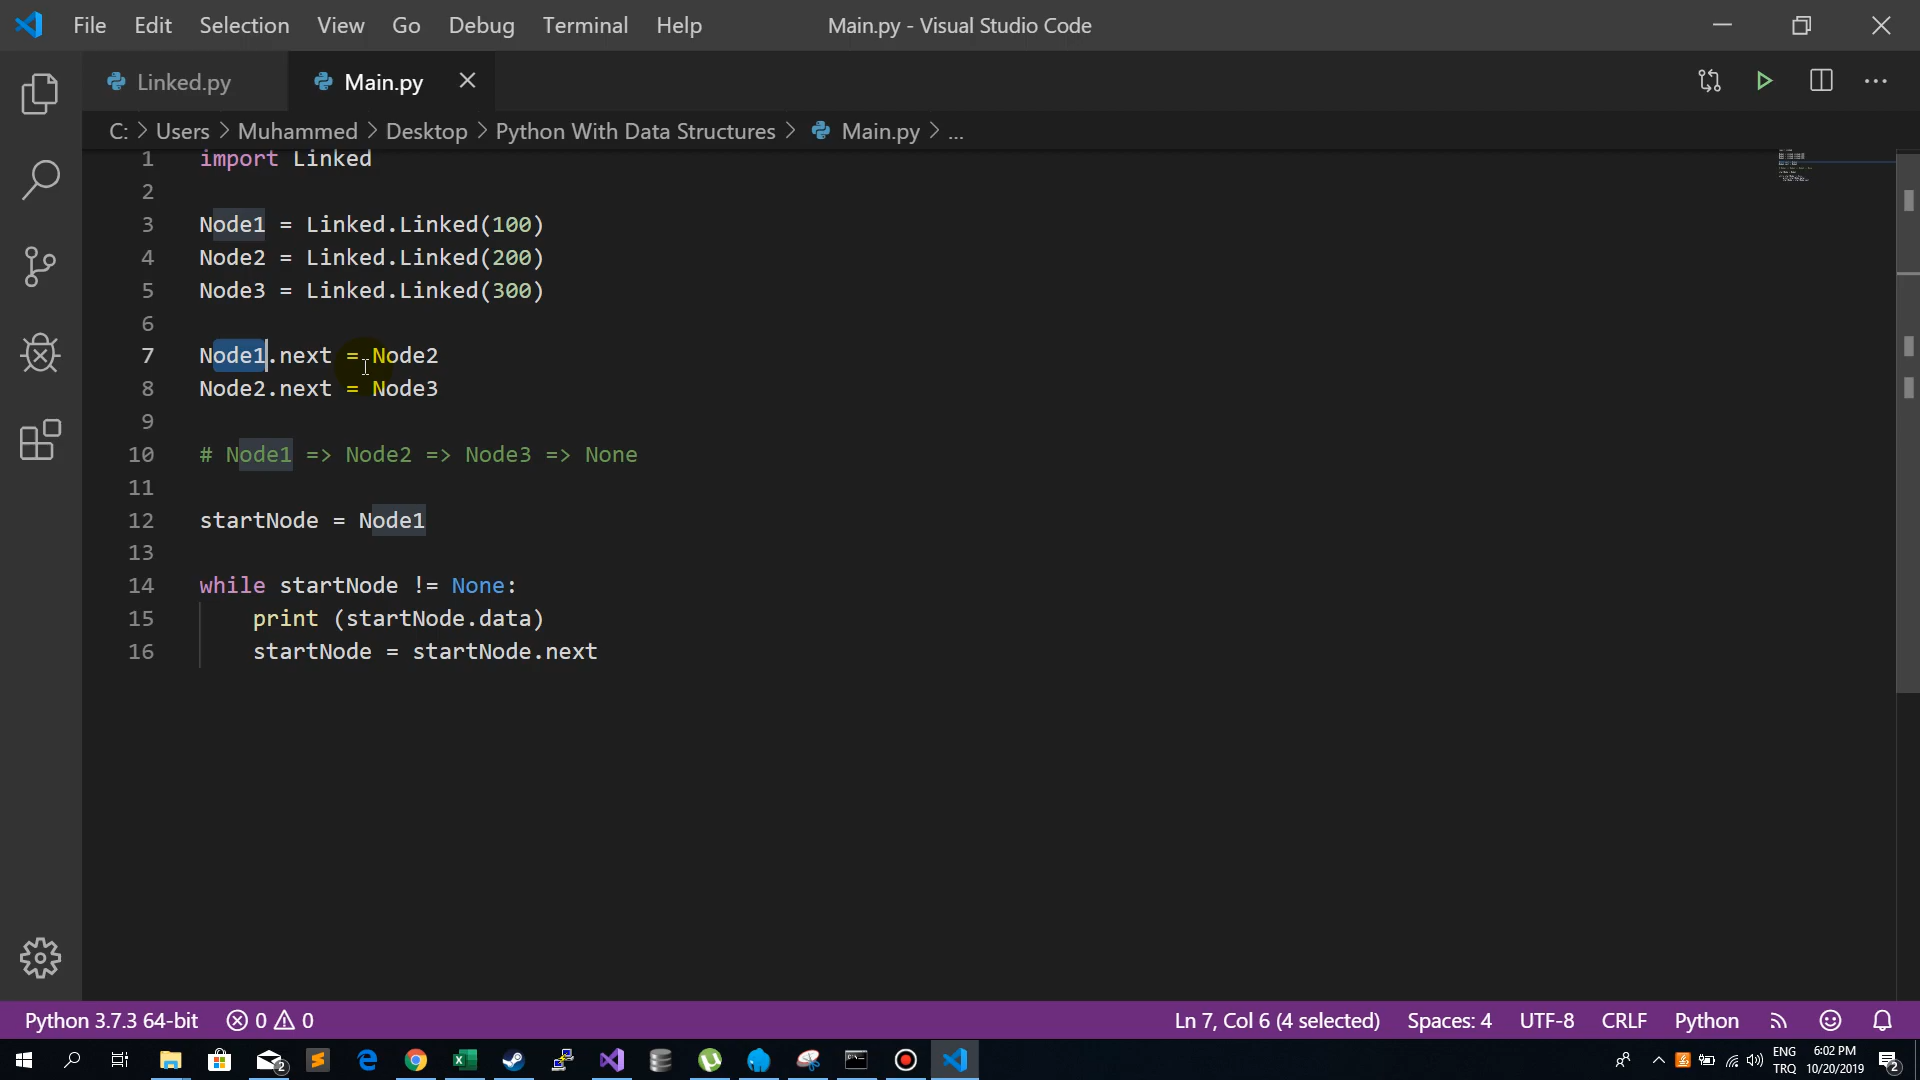 File Edit Selection View Go Debug Terminal Help Main.py - Visual Studio Code
Linked.py Main.py
C: > Users > Muhammed > Desktop > Python With Data Structures > Main.py > ...
1 import Linked
2
3 Node1 = Linked.Linked(100)
4 Node2 = Linked.Linked(200)
5 Node3 = Linked.Linked(300)
6
7 Node1.next = Node2
8 Node2.next = Node3
9
10 # Node1 => Node2 => Node3 => None
11
12 startNode = Node1
13
14 while startNode != None:
15     print (startNode.data)
16     startNode = startNode.next
Python 3.7.3 64-bit 0 0 Ln 7, Col 6 (4 selected) Spaces: 4 UTF-8 CRLF Python
2 ENG 6:02 PM
TRQ 10/20/2019 2